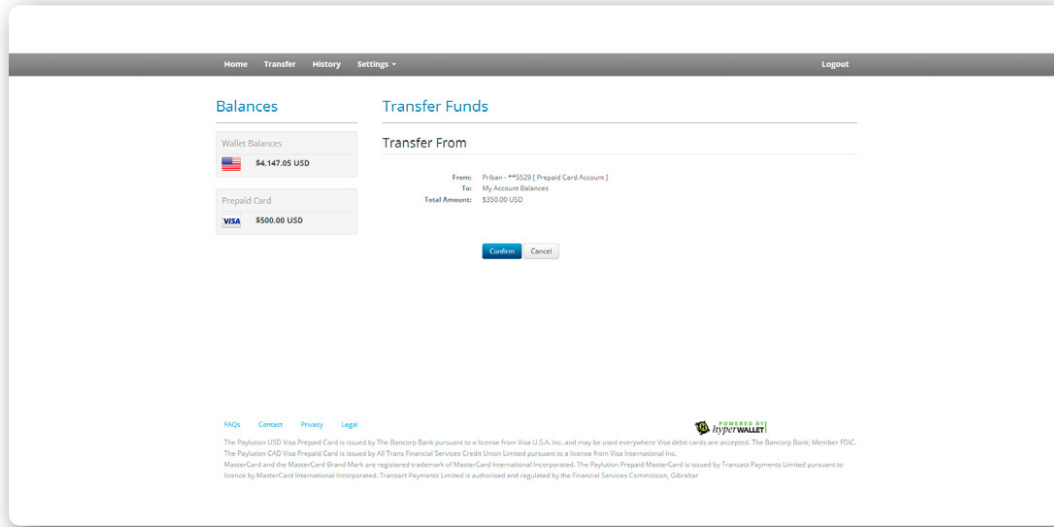 Home Transfer History Settings
Logout
Balances
Wallet Balances
$4,147.05 USD
Prepaid Card
VISA $500.00 USD
Transfer Funds
Transfer From
From: Priban - **5529 [ Prepaid Card Account ]
To: My Account Balances
Total Amount: $350.00 USD
Confirm Cancel
FAQs Contact Privacy Legal
POWERED BY
hyperWALLET
The Paylution USD Visa Prepaid Card is issued by The Bancorp Bank pursuant to a license from Visa U.S.A. Inc. and may be used everywhere Visa debit cards are accepted. The Bancorp Bank; Member FDIC.
The Paylution CAD Visa Prepaid Card is issued by All Trans Financial Services Credit Union Limited pursuant to a license from Visa International Inc.
MasterCard and the MasterCard Brand Mark are registered trademark of MasterCard International Incorporated. The Paylution Prepaid MasterCard is issued by Transact Payments Limited pursuant to
licence by MasterCard International Incorporated. Transact Payments Limited is authorised and regulated by the Financial Services Commission, Gibraltar